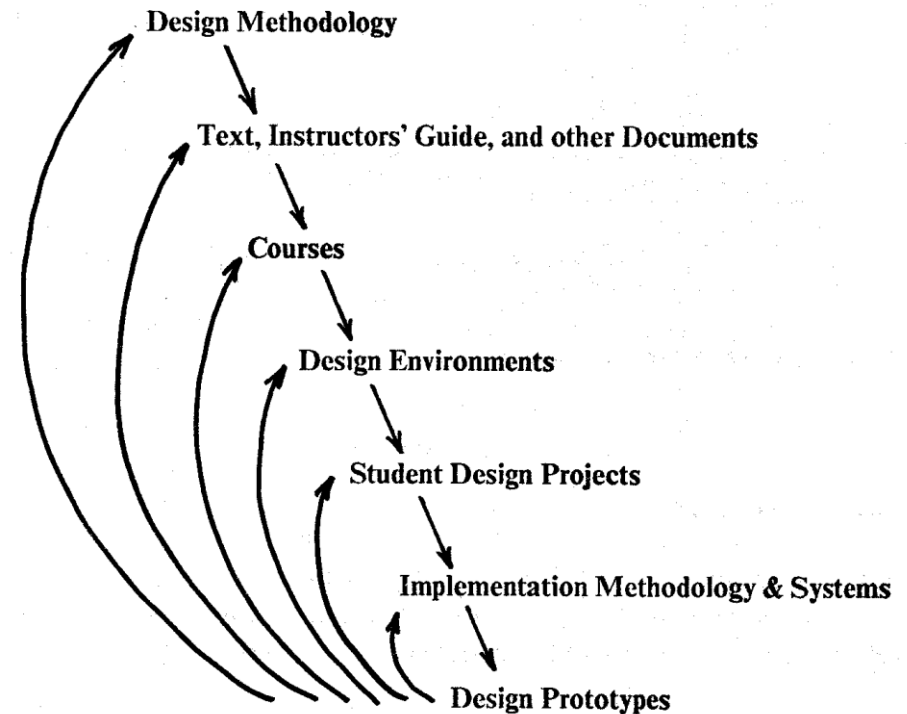 Design Methodology
Text, Instructors' Guide, and other Documents
Courses
Design Environments
Student Design Projects
Implementation Methodology & Systems
Design Prototypes